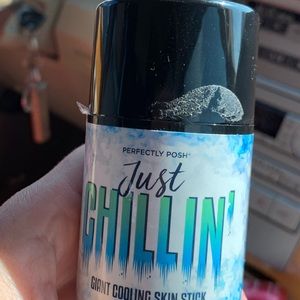 PERFECTLY POSH®
Just
CHILLIN'
GIANT COOLING SKIN STICK